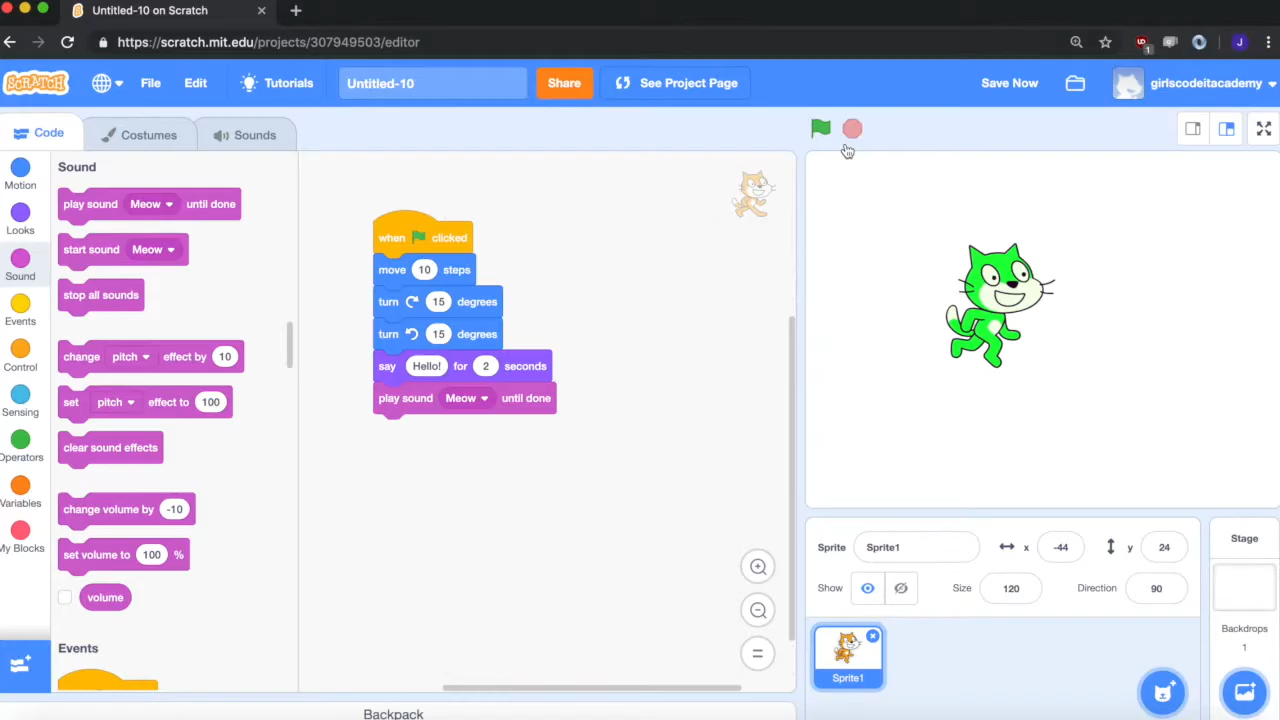 Untitled-10 on Scratch
https://scratch.mit.edu/projects/307949503/editor
1
J
SCRATCH
File
Edit
Tutorials
Untitled-10
Share
See Project Page
Save Now
girlscodeitacademy
Code
Costumes
Sounds
Motion
Looks
Sound
Events
Control
Sensing
Operators
Variables
My Blocks
Sound
play sound Meow until done
start sound Meow
stop all sounds
change pitch effect by 10
set pitch effect to 100
clear sound effects
change volume by -10
set volume to 100 %
volume
Events
when clicked
move 10 steps
turn 15 degrees
turn 15 degrees
say Hello! for 2 seconds
play sound Meow until done
Backpack
Sprite Sprite1 x -44 y 24
Show Size 120 Direction 90
Sprite1
Stage
Backdrops
1